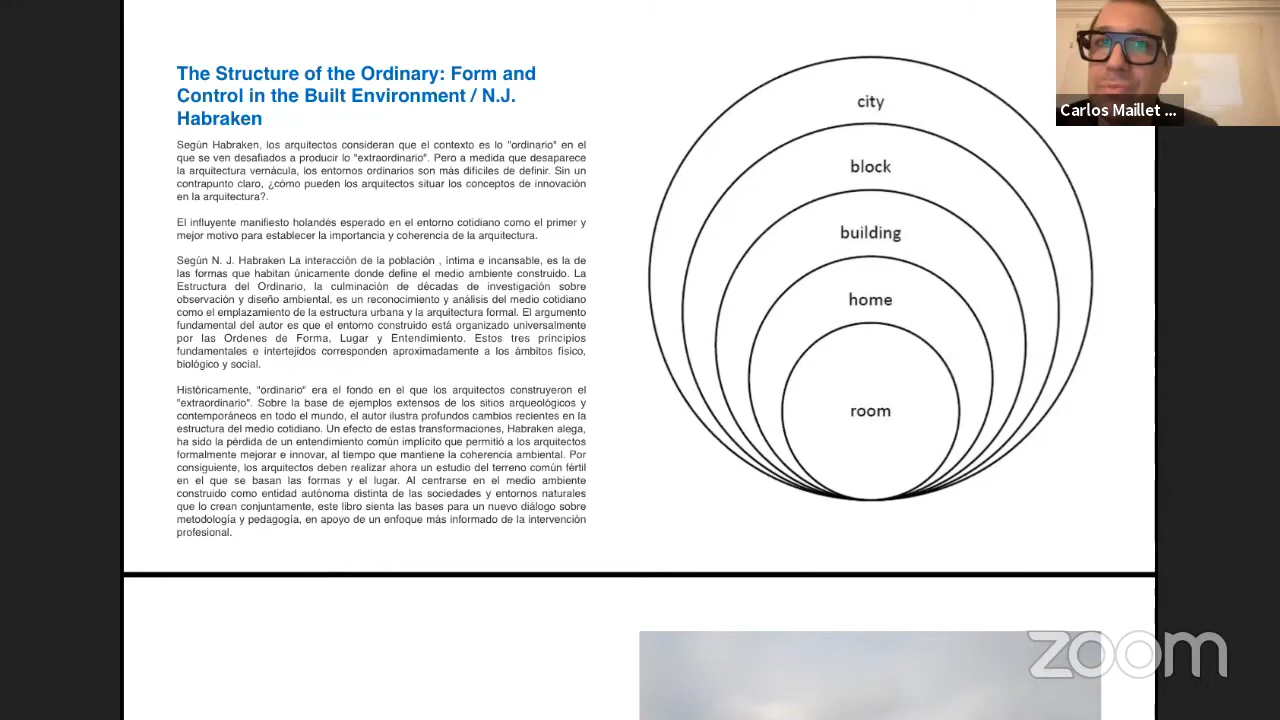 The Structure of the Ordinary: Form and
Control in the Built Environment / N.J.
Habraken
Según Habraken, los arquitectos consideran que el contexto es lo "ordinario" en el
que se ven desafiados a producir lo "extraordinario". Pero a medida que desaparece
la arquitectura vernácula, los entornos ordinarios son más difíciles de definir. Sin un
contrapunto claro, ¿cómo pueden los arquitectos situar los conceptos de innovación
en la arquitectura?.
El influyente manifiesto holandés esperado en el entorno cotidiano como el primer y
mejor motivo para establecer la importancia y coherencia de la arquitectura.
Según N. J. Habraken La interacción de la población , íntima e incansable, es la de
las formas que habitan únicamente donde define el medio ambiente construido. La
Estructura del Ordinario, la culminación de décadas de investigación sobre
observación y diseño ambiental, es un reconocimiento y análisis del medio cotidiano
como el emplazamiento de la estructura urbana y la arquitectura formal. El argumento
fundamental del autor es que el entorno construido está organizado universalmente
por las Ordenes de Forma, Lugar y Entendimiento. Estos tres principios
fundamentales e intertejidos corresponden aproximadamente a los ámbitos físico,
biológico y social.
Históricamente, "ordinario" era el fondo en el que los arquitectos construyeron el
"extraordinario". Sobre la base de ejemplos extensos de los sitios arqueológicos y
contemporáneos en todo el mundo, el autor ilustra profundos cambios recientes en la
estructura del medio cotidiano. Un efecto de estas transformaciones, Habraken alega,
ha sido la pérdida de un entendimiento común implícito que permitió a los arquitectos
formalmente mejorar e innovar, al tiempo que mantiene la coherencia ambiental. Por
consiguiente, los arquitectos deben realizar ahora un estudio del terreno común fértil
en el que se basan las formas y el lugar. Al centrarse en el medio ambiente
construido como entidad autónoma distinta de las sociedades y entornos naturales
que lo crean conjuntamente, este libro sienta las bases para un nuevo diálogo sobre
metodología y pedagogía, en apoyo de un enfoque más informado de la intervención
profesional.
city
block
building
home
room
Carlos Maillet ...
zoom